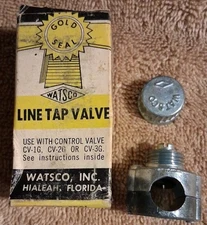 GOLD
SEAL
WATSCO
LINE TAP VALVE
USE WITH CONTROL VALVE
CV-1G, CV-2G OR CV-3G.
See instructions inside
WATSCO, INC.
HIALEAH, FLORIDA